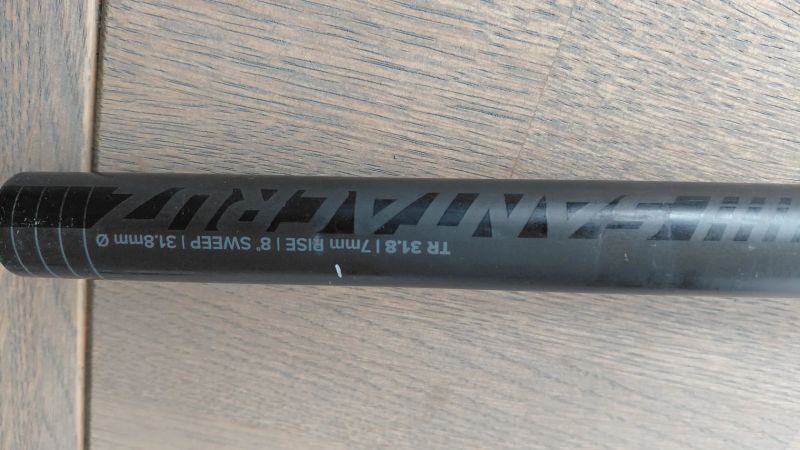 SANTACRUZ
TR 31.8 | 7mm RISE | 8° SWEEP | 31.8mm Ø